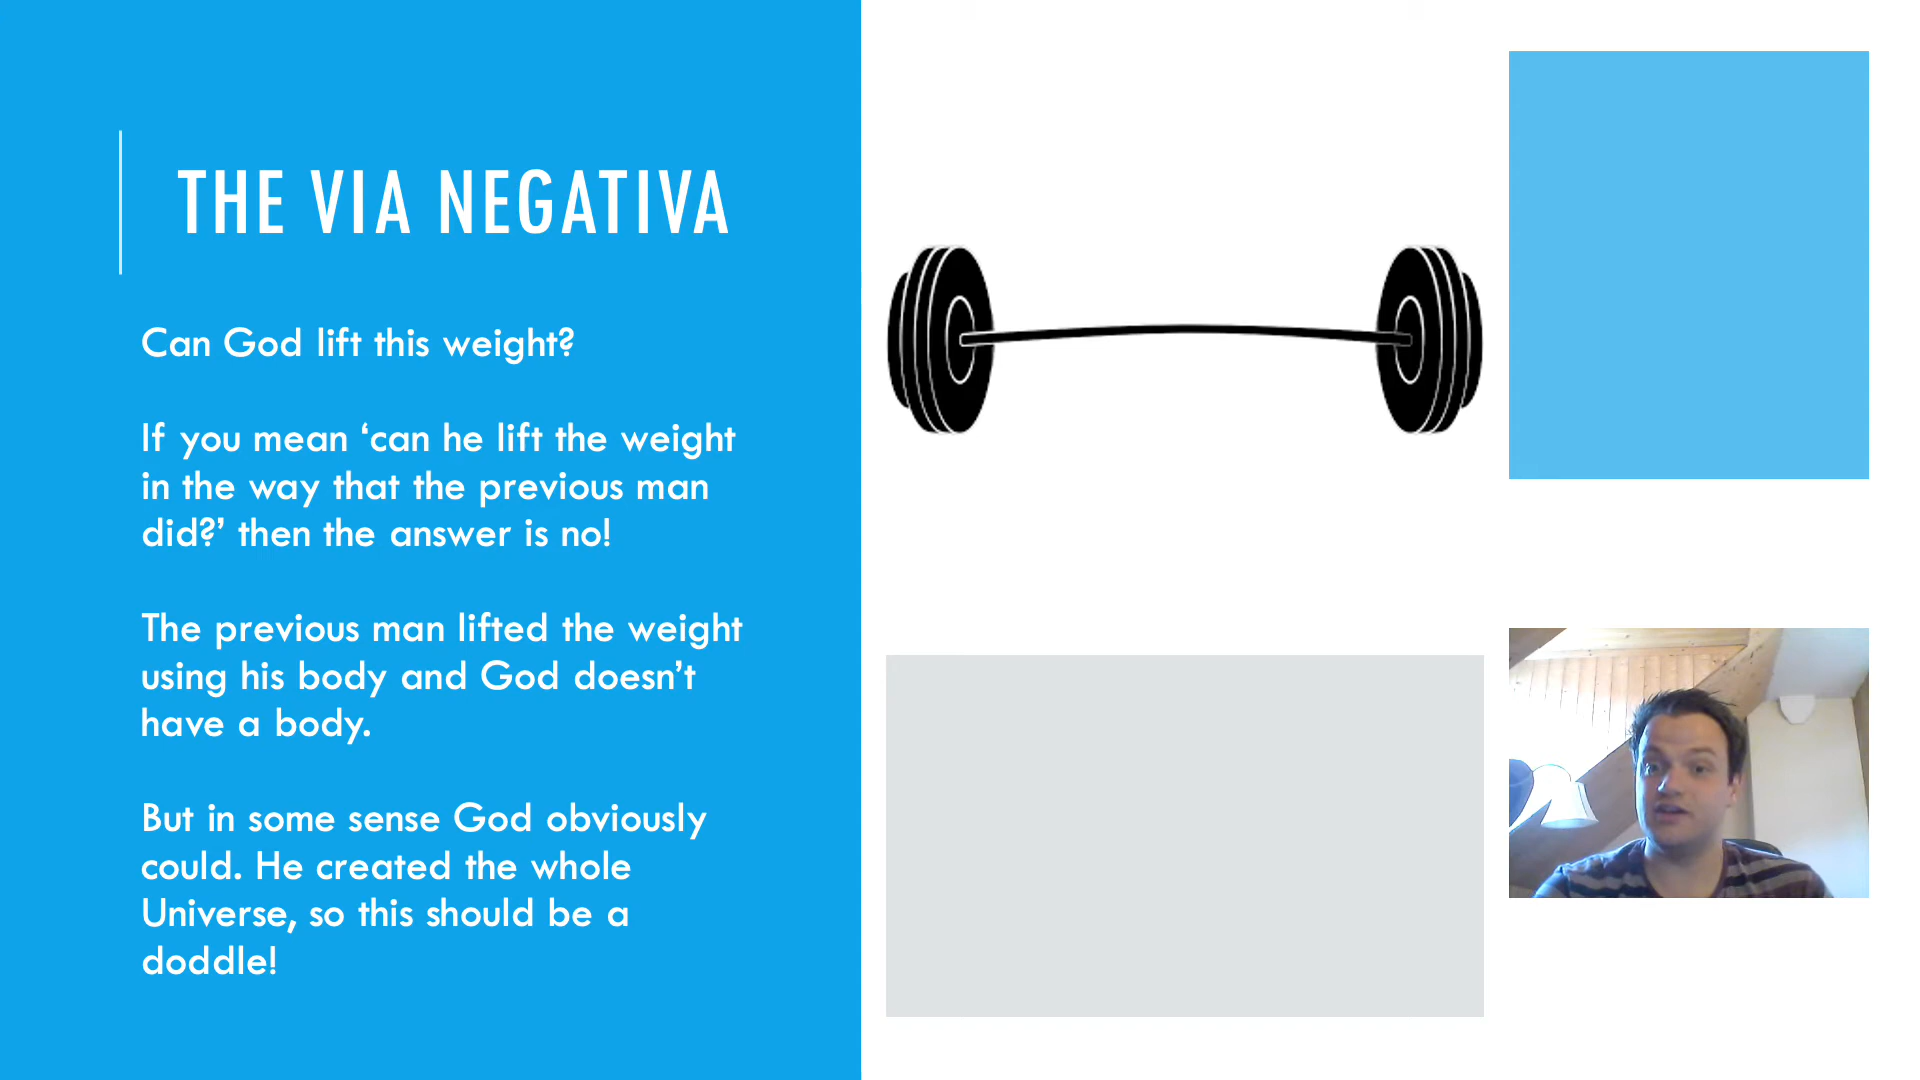 THE VIA NEGATIVA
Can God lift this weight?
If you mean ‘can he lift the weight
in the way that the previous man
did?’ then the answer is no!
The previous man lifted the weight
using his body and God doesn’t
have a body.
But in some sense God obviously
could. He created the whole
Universe, so this should be a
doddle!